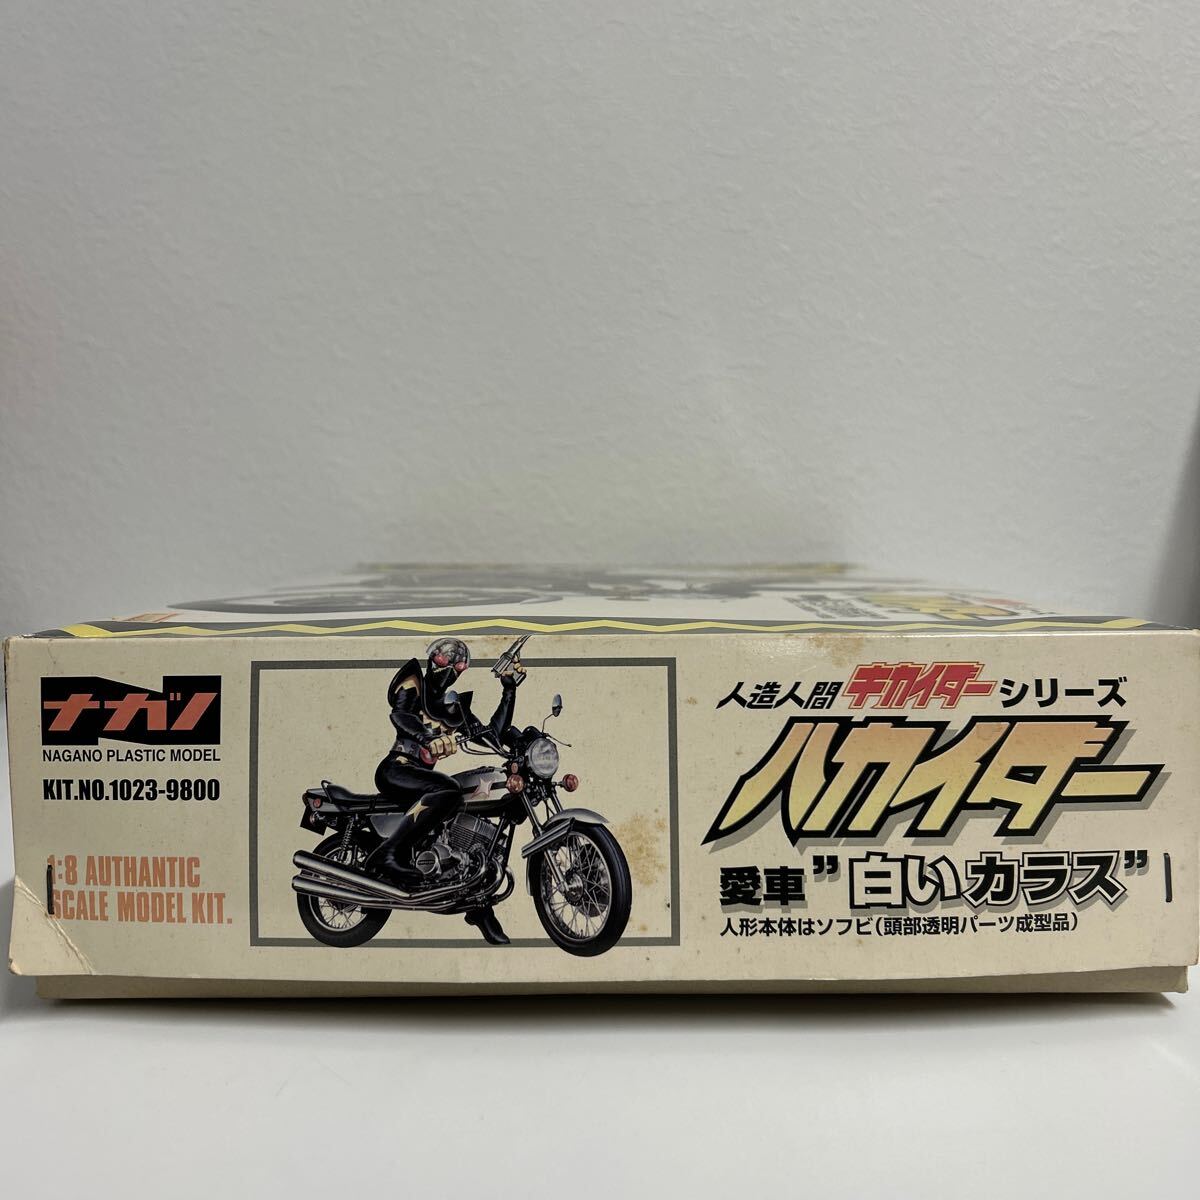 ナガノ
NAGANO PLASTIC MODEL
KIT.NO.1023-9800
1:8 AUTHANTIC
SCALE MODEL KIT.
人造人間 キカイダー シリーズ
ハカイダー
愛車"白いカラス"
人形本体はソフビ(頭部透明パーツ成型品)